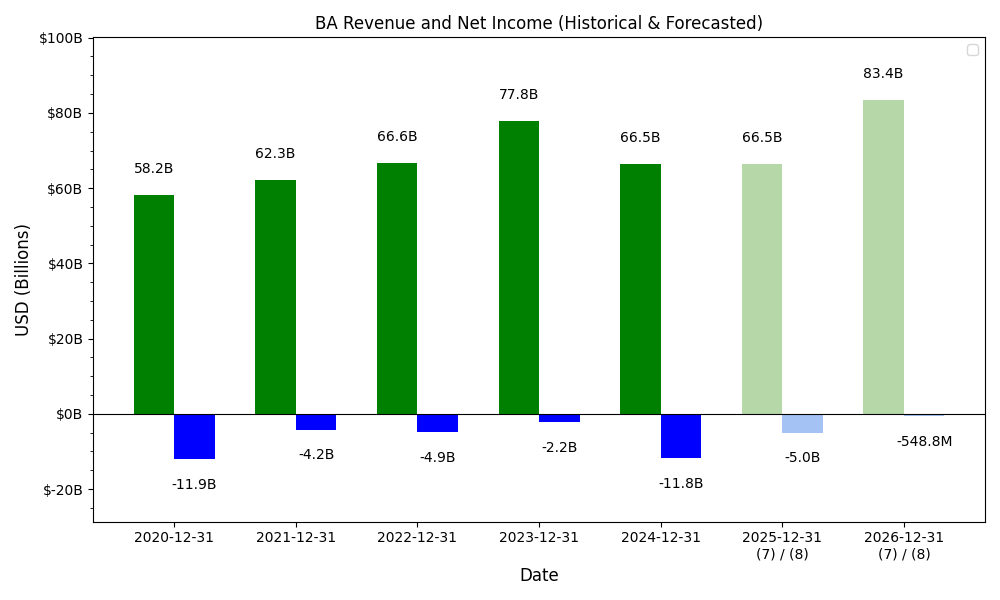 BA Revenue and Net Income (Historical & Forecasted)
$100B
$80B
$60B
$40B
$20B
$0B
$-20B
USD (Billions)
58.2B
62.3B
66.6B
77.8B
66.5B
66.5B
83.4B
-11.9B
-4.2B
-4.9B
-2.2B
-11.8B
-5.0B
-548.8M
2020-12-31
2021-12-31
2022-12-31
2023-12-31
2024-12-31
2025-12-31
(7) / (8)
2026-12-31
(7) / (8)
Date